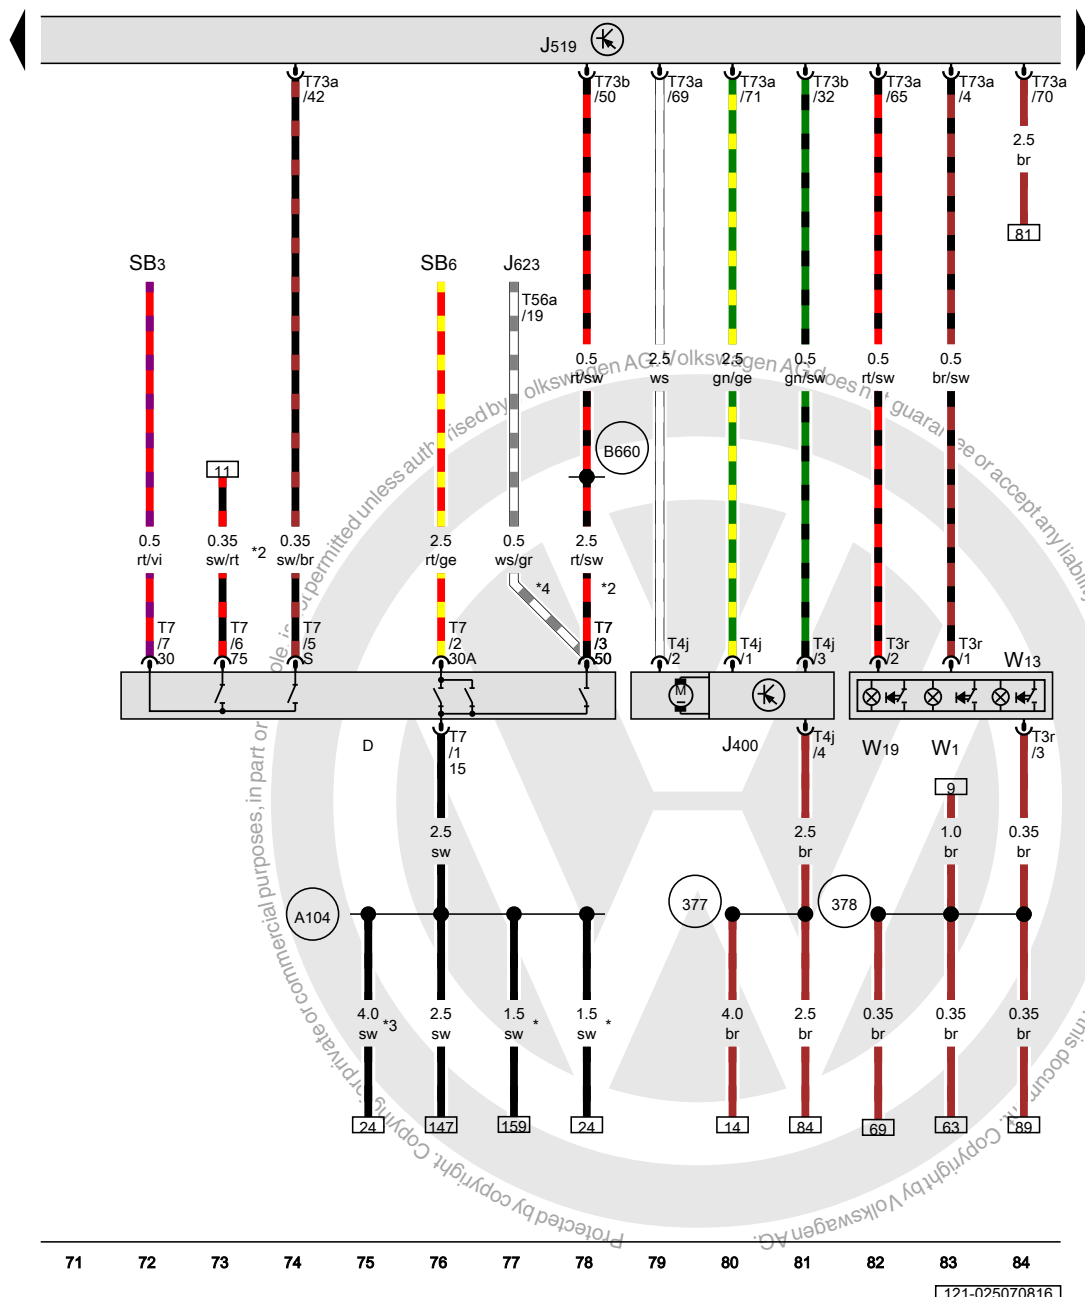 J519
T73a
/42
T73b
/50
T73a
/69
T73a
/71
T73b
/32
T73a
/65
T73a
/4
T73a
/70
2.5
br
81
SB3
SB6
J623
T56a
/19
0.5
rt/sw
2.5
ws
2.5
gn/ge
0.5
gn/sw
0.5
rt/sw
0.5
br/sw
B660
11
0.5
rt/vi
0.35
sw/rt
*2
0.35
sw/br
2.5
rt/ge
0.5
ws/gr
*4
2.5
rt/sw
*2
T7
/7
30
T7
/6
75
T7
/5
S
T7
/2
30A
T7
/3
50
T4j
/2
T4j
/1
T4j
/3
T3r
/2
T3r
/1
W13
M
D
T7
/1
15
J400
T4j
/4
W19
W1
T3r
/3
9
2.5
sw
2.5
br
1.0
br
0.35
br
A104
377
378
4.0
sw
*3
2.5
sw
1.5
sw
*
1.5
sw
*
4.0
br
2.5
br
0.35
br
0.35
br
0.35
br
24
147
159
24
14
84
69
63
89
71 72 73 74 75 76 77 78 79 80 81 82 83 84
121-025070816
permitted unless authorised by Volkswagen AG. Volkswagen AG does not guarantee or accept any liability
Protected by copyright. Copying for private or commercial purposes, in part or
this document. Copyright by Volkswagen AG.